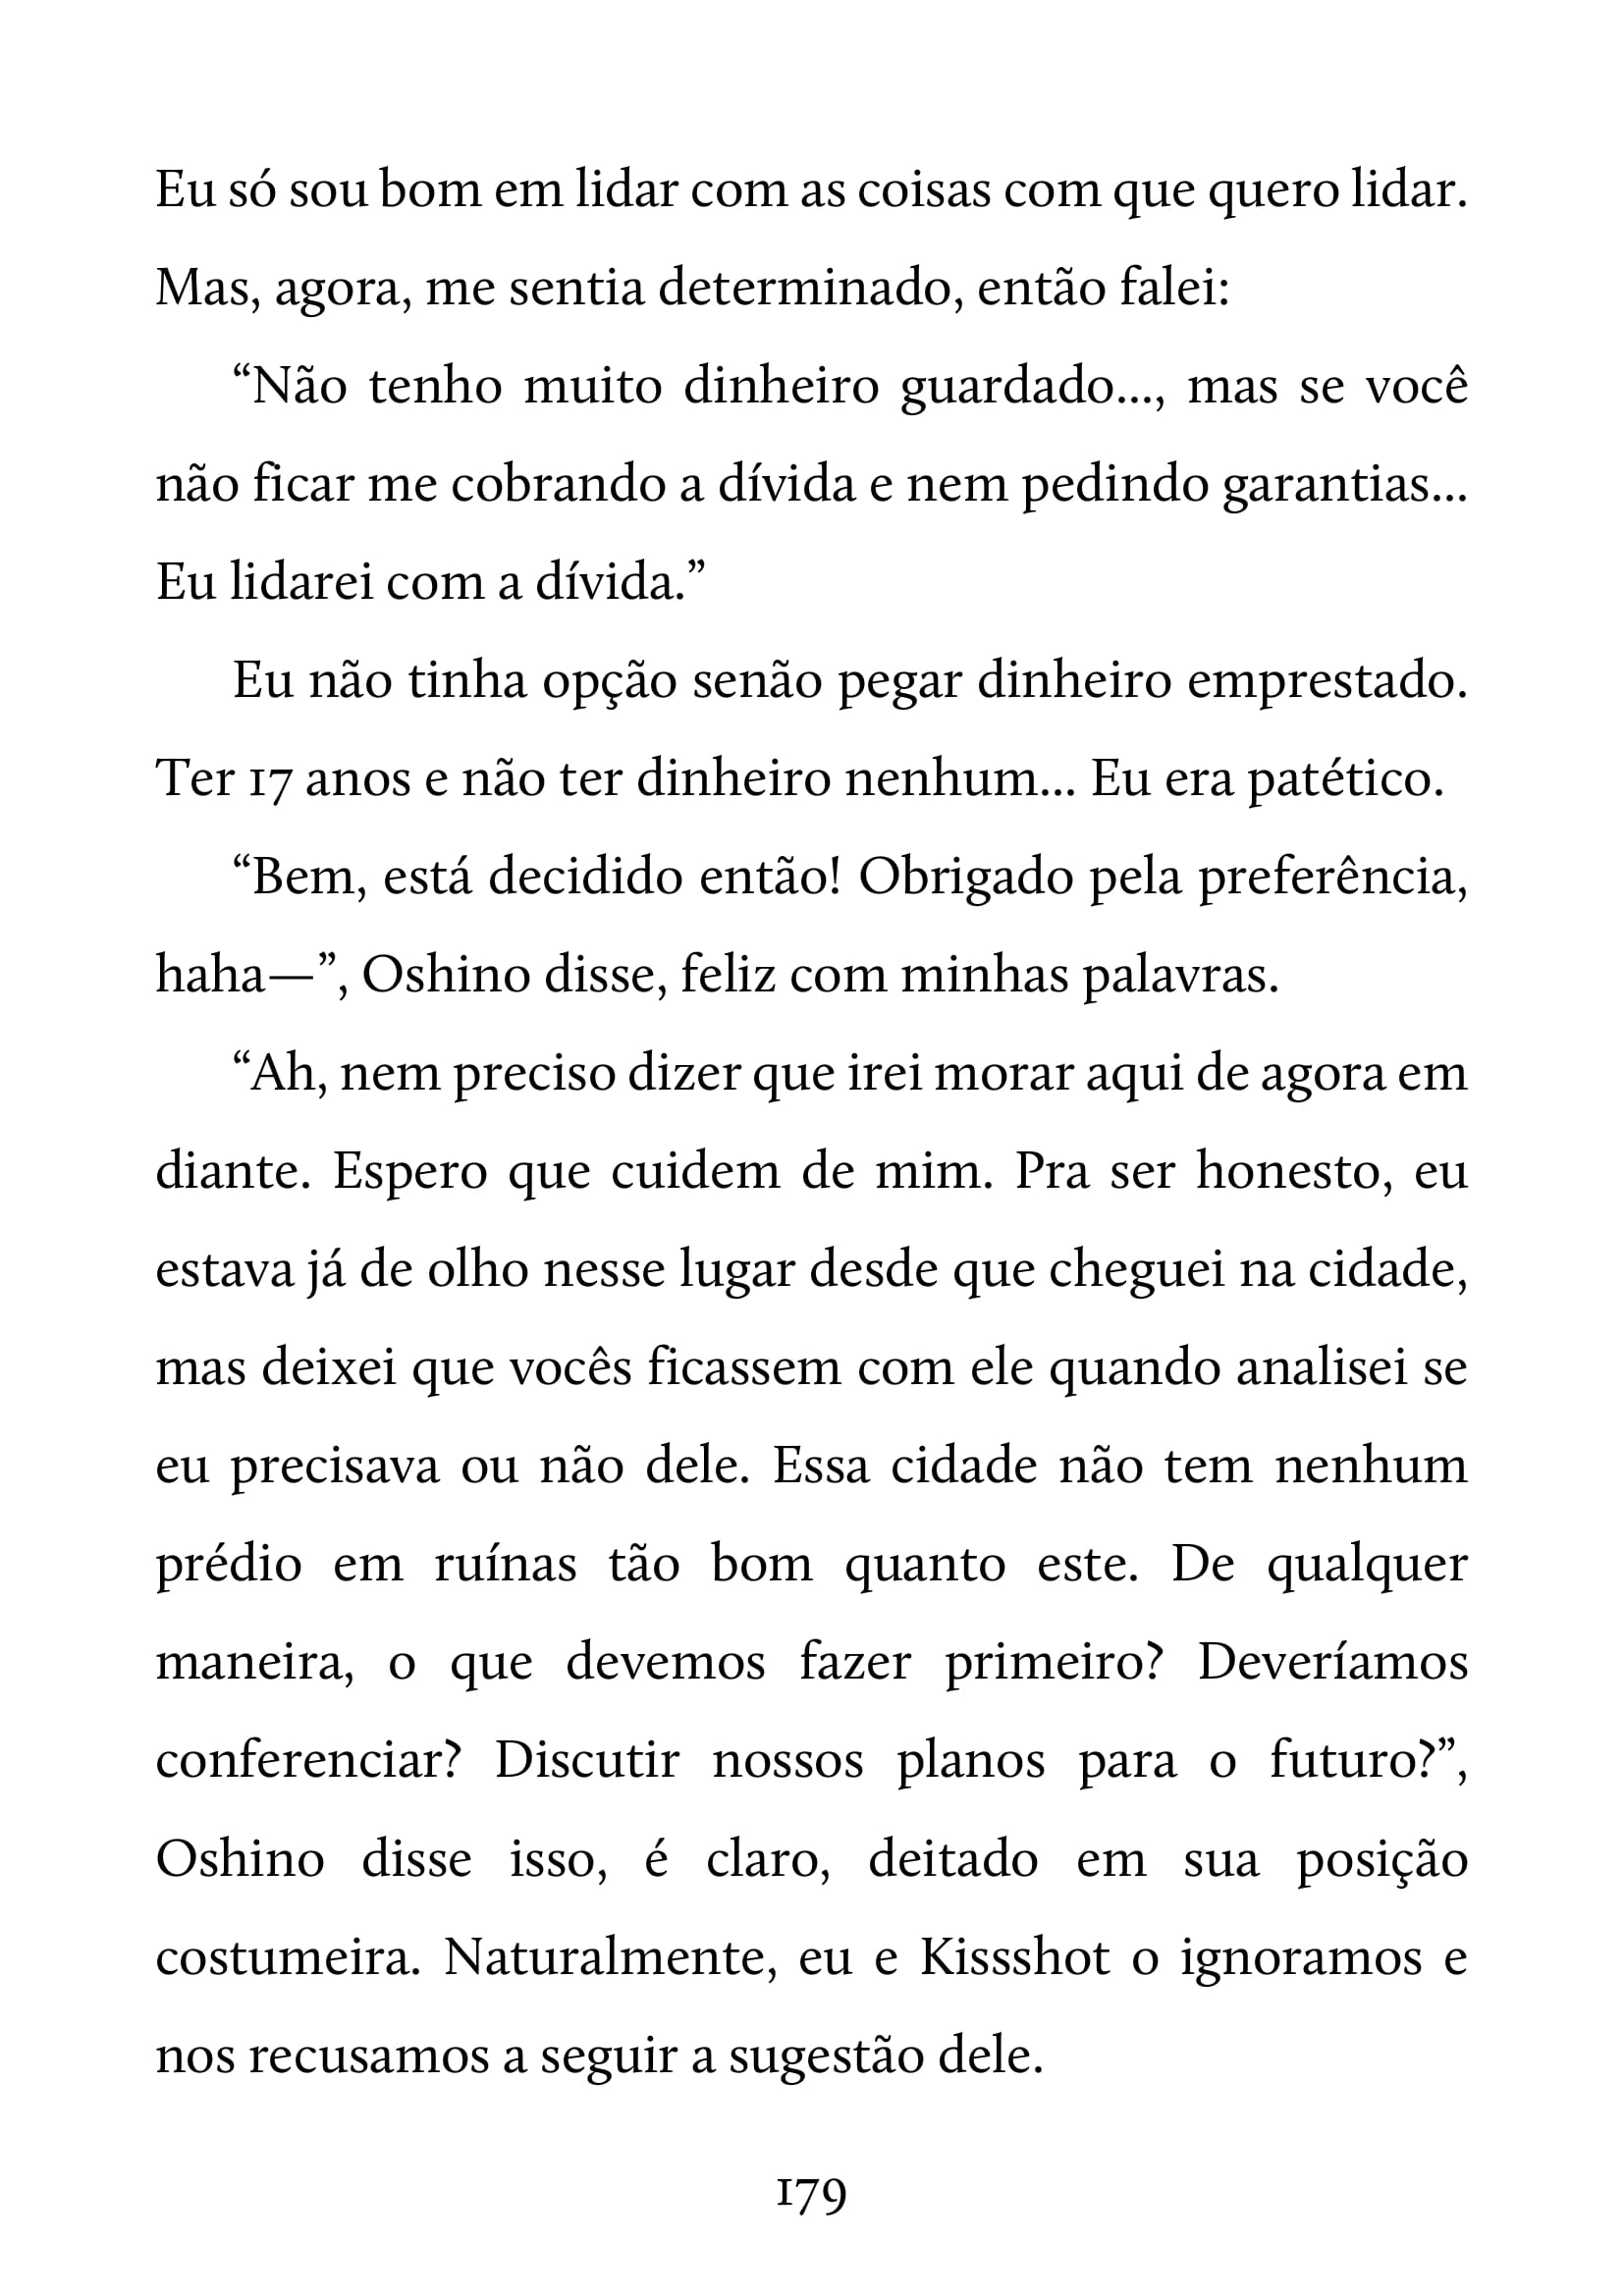 Eu só sou bom em lidar com as coisas com que quero lidar.
Mas, agora, me sentia determinado, então falei:
“Não tenho muito dinheiro guardado..., mas se você
não ficar me cobrando a dívida e nem pedindo garantias...
Eu lidarei com a dívida.”
Eu não tinha opção senão pegar dinheiro emprestado.
Ter 17 anos e não ter dinheiro nenhum... Eu era patético.
“Bem, está decidido então! Obrigado pela preferência,
haha—”, Oshino disse, feliz com minhas palavras.
“Ah, nem preciso dizer que irei morar aqui de agora em
diante. Espero que cuidem de mim. Pra ser honesto, eu
estava já de olho nesse lugar desde que cheguei na cidade,
mas deixei que vocês ficassem com ele quando analisei se
eu precisava ou não dele. Essa cidade não tem nenhum
prédio em ruínas tão bom quanto este. De qualquer
maneira, o que devemos fazer primeiro? Deveríamos
conferenciar? Discutir nossos planos para o futuro?”,
Oshino disse isso, é claro, deitado em sua posição
costumeira. Naturalmente, eu e Kissshot o ignoramos e
nos recusamos a seguir a sugestão dele.
179